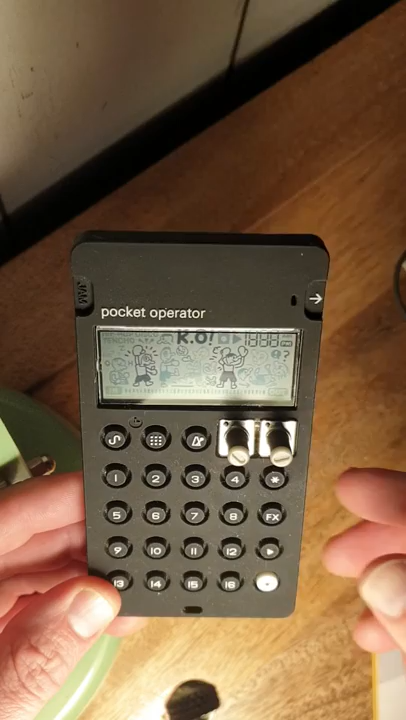 JAM
→
pocket operator
K.O!
1 2 3 4 *
5 6 7 8 FX
9 10 11 12
13 14 15 16